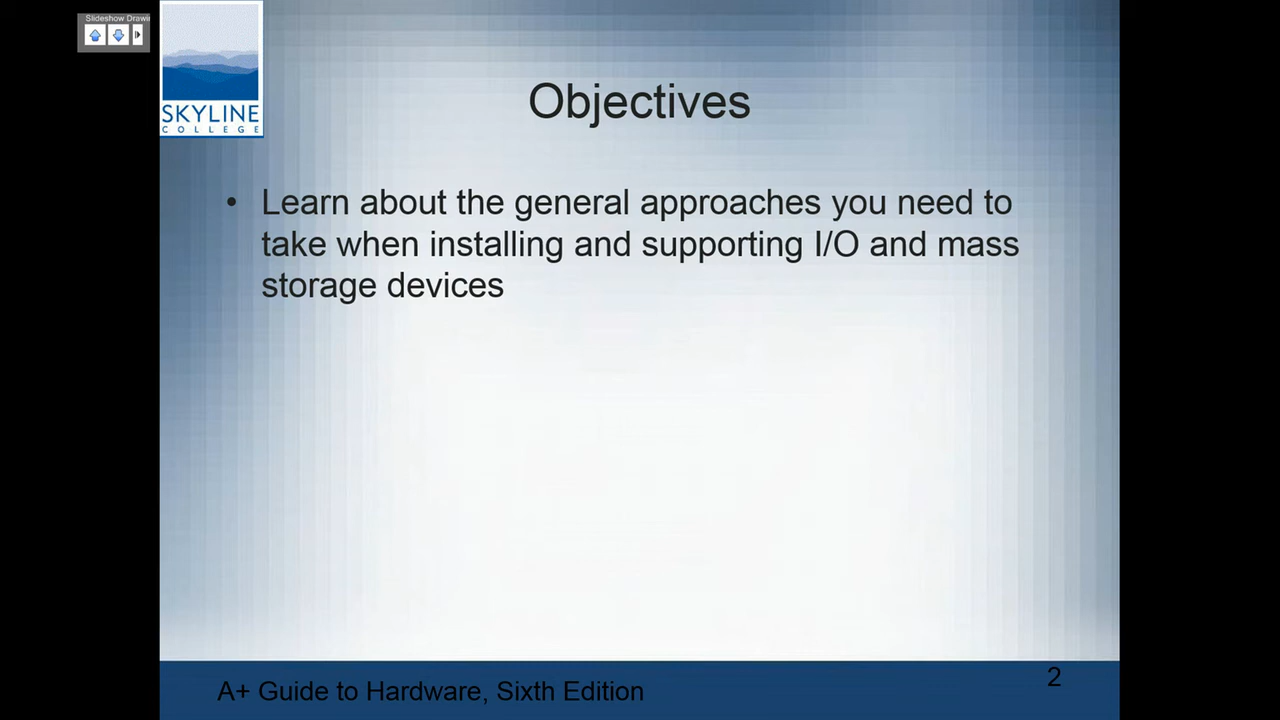 Slideshow Drawi
SKYLINE
COLLEGE
Objectives
• Learn about the general approaches you need to
take when installing and supporting I/O and mass
storage devices
A+ Guide to Hardware, Sixth Edition
2